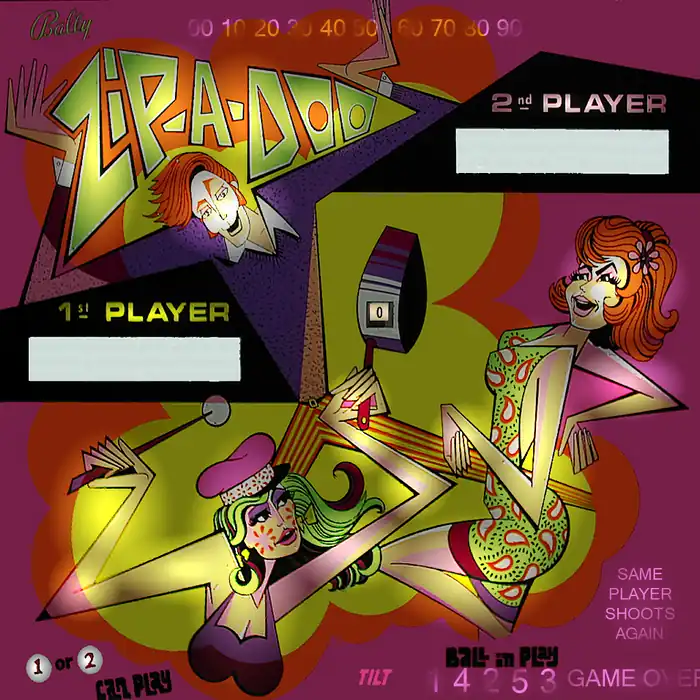 Bally
00 10 20 30 40 50 60 70 80 90
ZIP-A-DOO
2nd PLAYER
1st PLAYER
0
SAME
PLAYER
SHOOTS
AGAIN
1 or 2
CAN PLAY
BALL in PLAY
TILT
1 4 2 5 3
GAME OVER